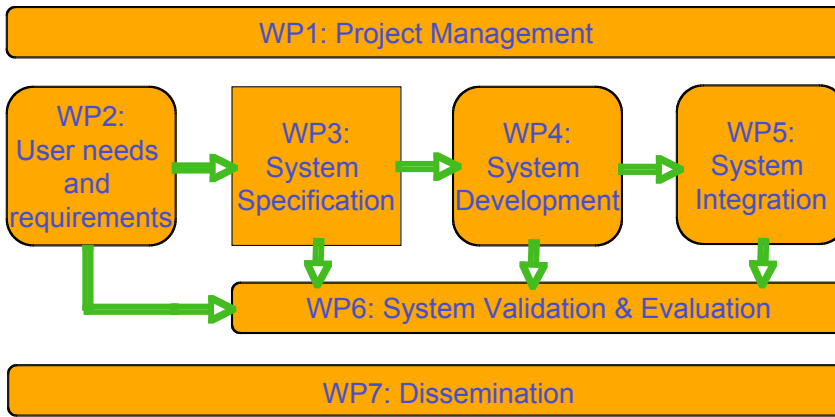 WP1: Project Management
WP2:
User needs
and
requirements
WP3:
System
Specification
WP4:
System
Development
WP5:
System
Integration
WP6: System Validation & Evaluation
WP7: Dissemination